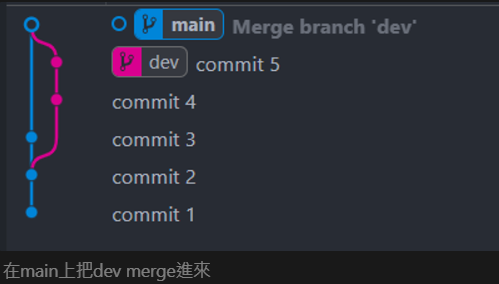 main Merge branch 'dev'
dev commit 5
commit 4
commit 3
commit 2
commit 1
在main上把dev merge進來